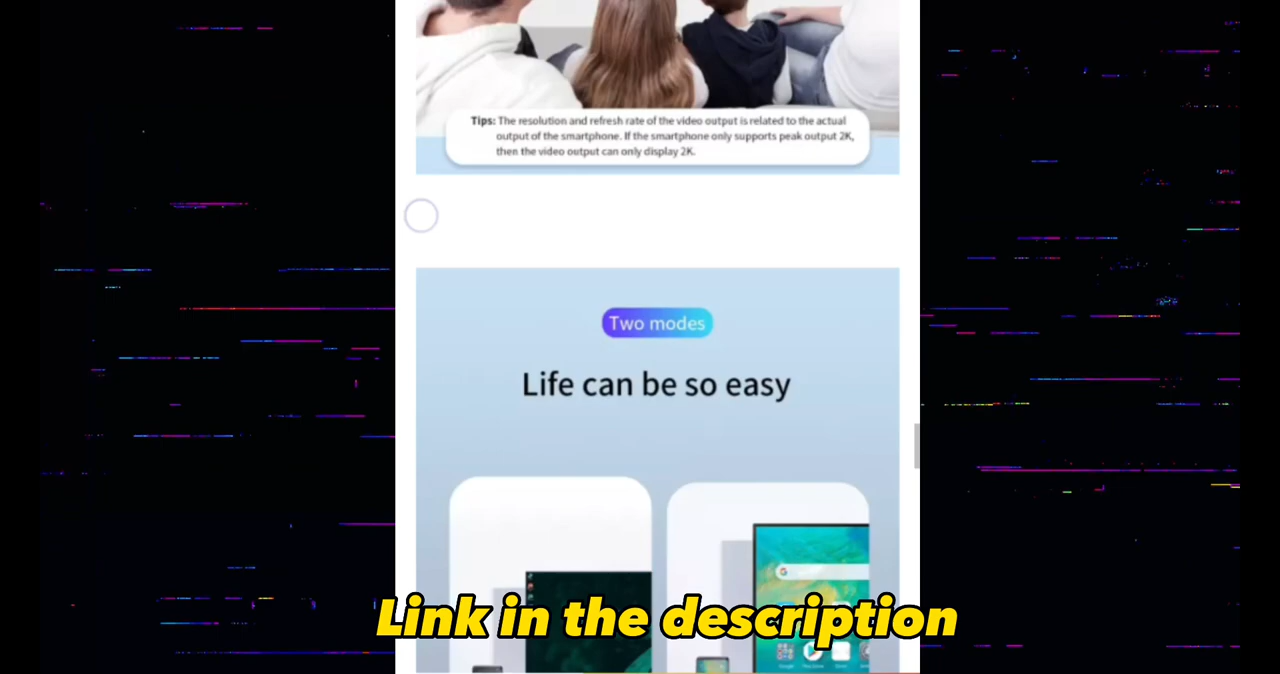 Tips: The resolution and refresh rate of the video output is related to the actual
output of the smartphone. If the smartphone only supports peak output 2K,
then the video output can only display 2K.
Two modes
Life can be so easy
Link in the description